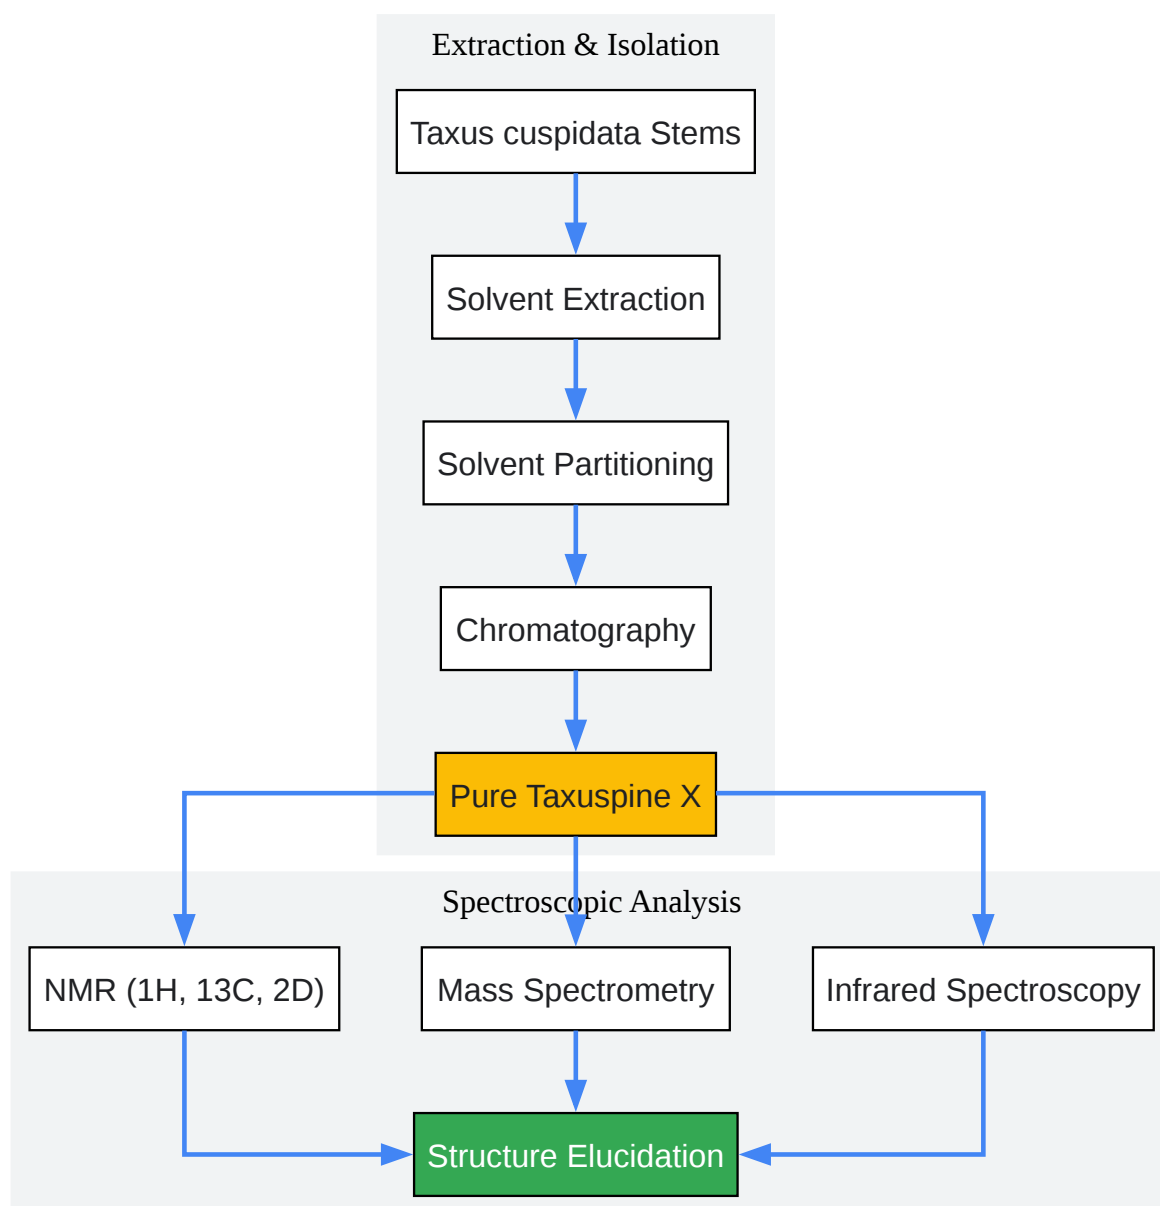 Extraction & Isolation
Taxus cuspidata Stems
Solvent Extraction
Solvent Partitioning
Chromatography
Pure Taxuspine X
Spectroscopic Analysis
NMR (1H, 13C, 2D)
Mass Spectrometry
Infrared Spectroscopy
Structure Elucidation